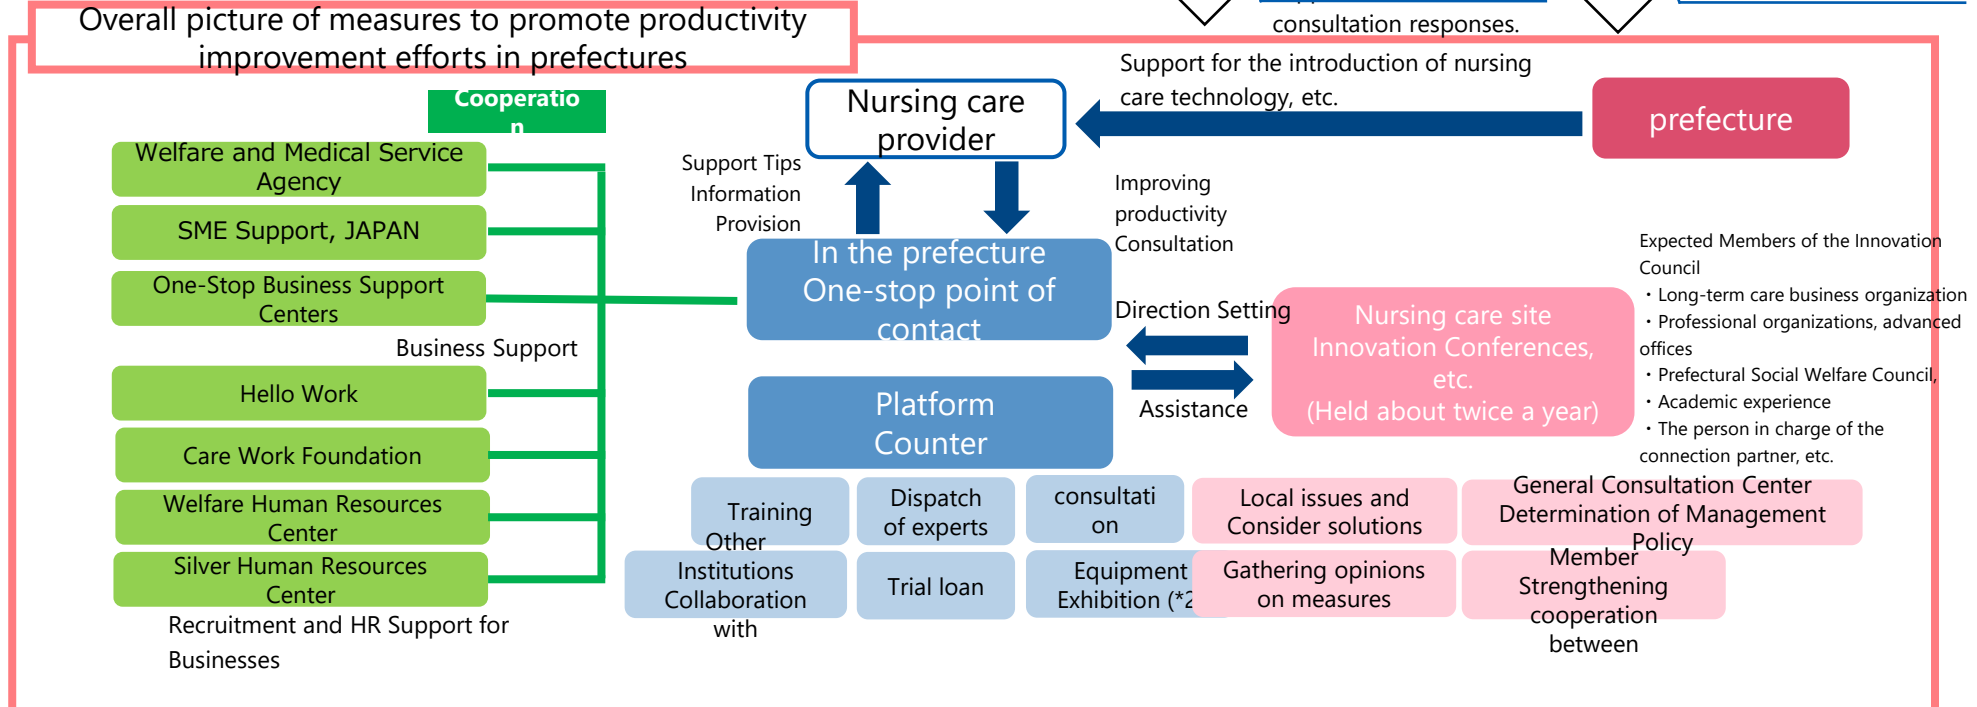 consultation responses.
Overall picture of measures to promote productivity
improvement efforts in prefectures
Cooperatio
n
Welfare and Medical Service
Agency
SME Support, JAPAN
One-Stop Business Support
Centers
Business Support
Hello Work
Care Work Foundation
Welfare Human Resources
Center
Silver Human Resources
Center
Recruitment and HR Support for
Businesses
Nursing care
provider
Support for the introduction of nursing
care technology, etc.
prefecture
Support Tips
Information
Provision
Improving
productivity
Consultation
In the prefecture
One-stop point of
contact
Direction Setting
Assistance
Platform
Counter
Nursing care site
Innovation Conferences,
etc.
(Held about twice a year)
Expected Members of the Innovation
Council
・Long-term care business organization
・Professional organizations, advanced
offices
・Prefectural Social Welfare Council,
・Academic experience
・The person in charge of the
connection partner, etc.
Training
Dispatch
of experts
consultati
on
Other
Institutions
Collaboration
with
Trial loan
Equipment
Exhibition (*2
Local issues and
Consider solutions
General Consultation Center
Determination of Management
Policy
Gathering opinions
on measures
Member
Strengthening
cooperation
between